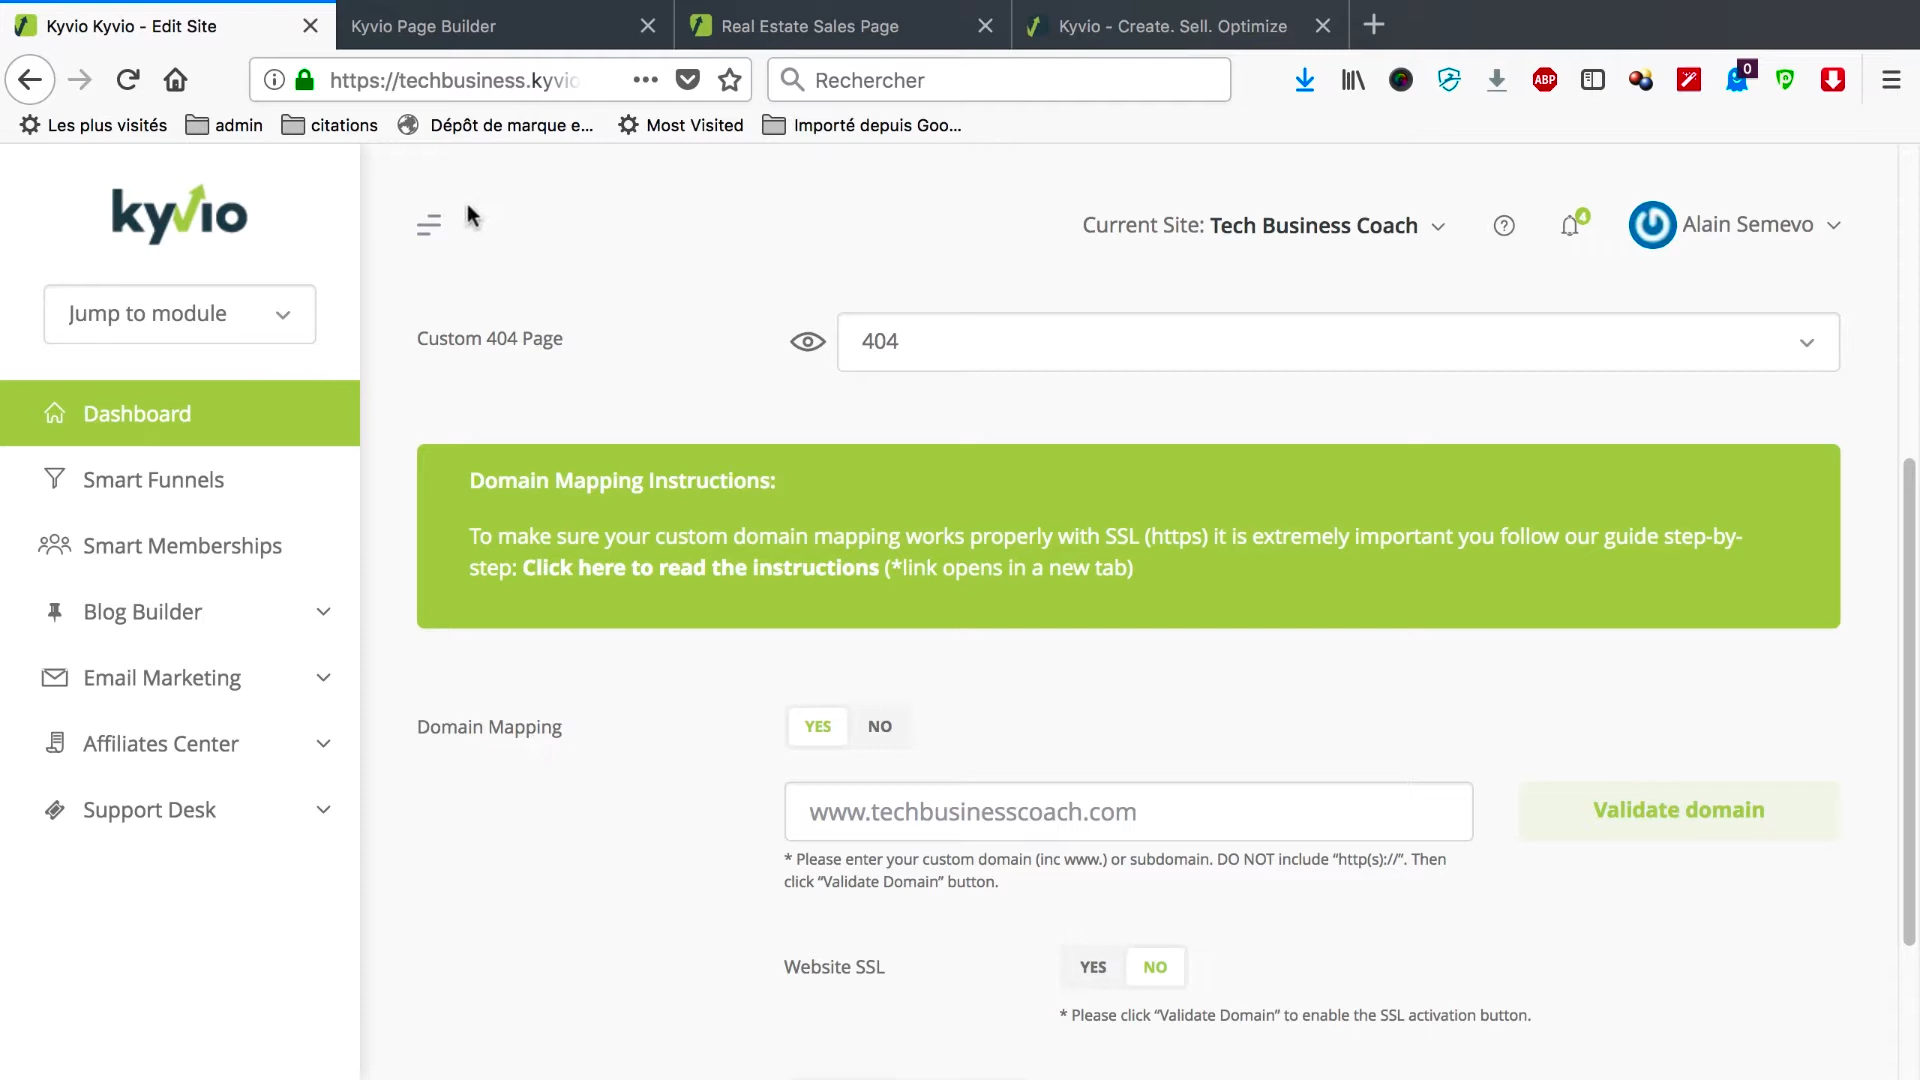 Kyvio Kyvio - Edit Site
Kyvio Page Builder
Real Estate Sales Page
Kyvio - Create. Sell. Optimize
https://techbusiness.kyvio
Rechercher
ABP
0
Les plus visités
admin
citations
Dépôt de marque e...
Most Visited
Importé depuis Goo...
kyvio
Current Site: Tech Business Coach
4
Alain Semevo
Jump to module
Dashboard
Smart Funnels
Smart Memberships
Blog Builder
Email Marketing
Affiliates Center
Support Desk
Custom 404 Page
404
Domain Mapping Instructions:
To make sure your custom domain mapping works properly with SSL (https) it is extremely important you follow our guide step-by-
step: Click here to read the instructions (*link opens in a new tab)
Domain Mapping
YES NO
www.techbusinesscoach.com
Validate domain
* Please enter your custom domain (inc www.) or subdomain. DO NOT include “http(s)://”. Then
click “Validate Domain” button.
Website SSL
YES NO
* Please click “Validate Domain” to enable the SSL activation button.